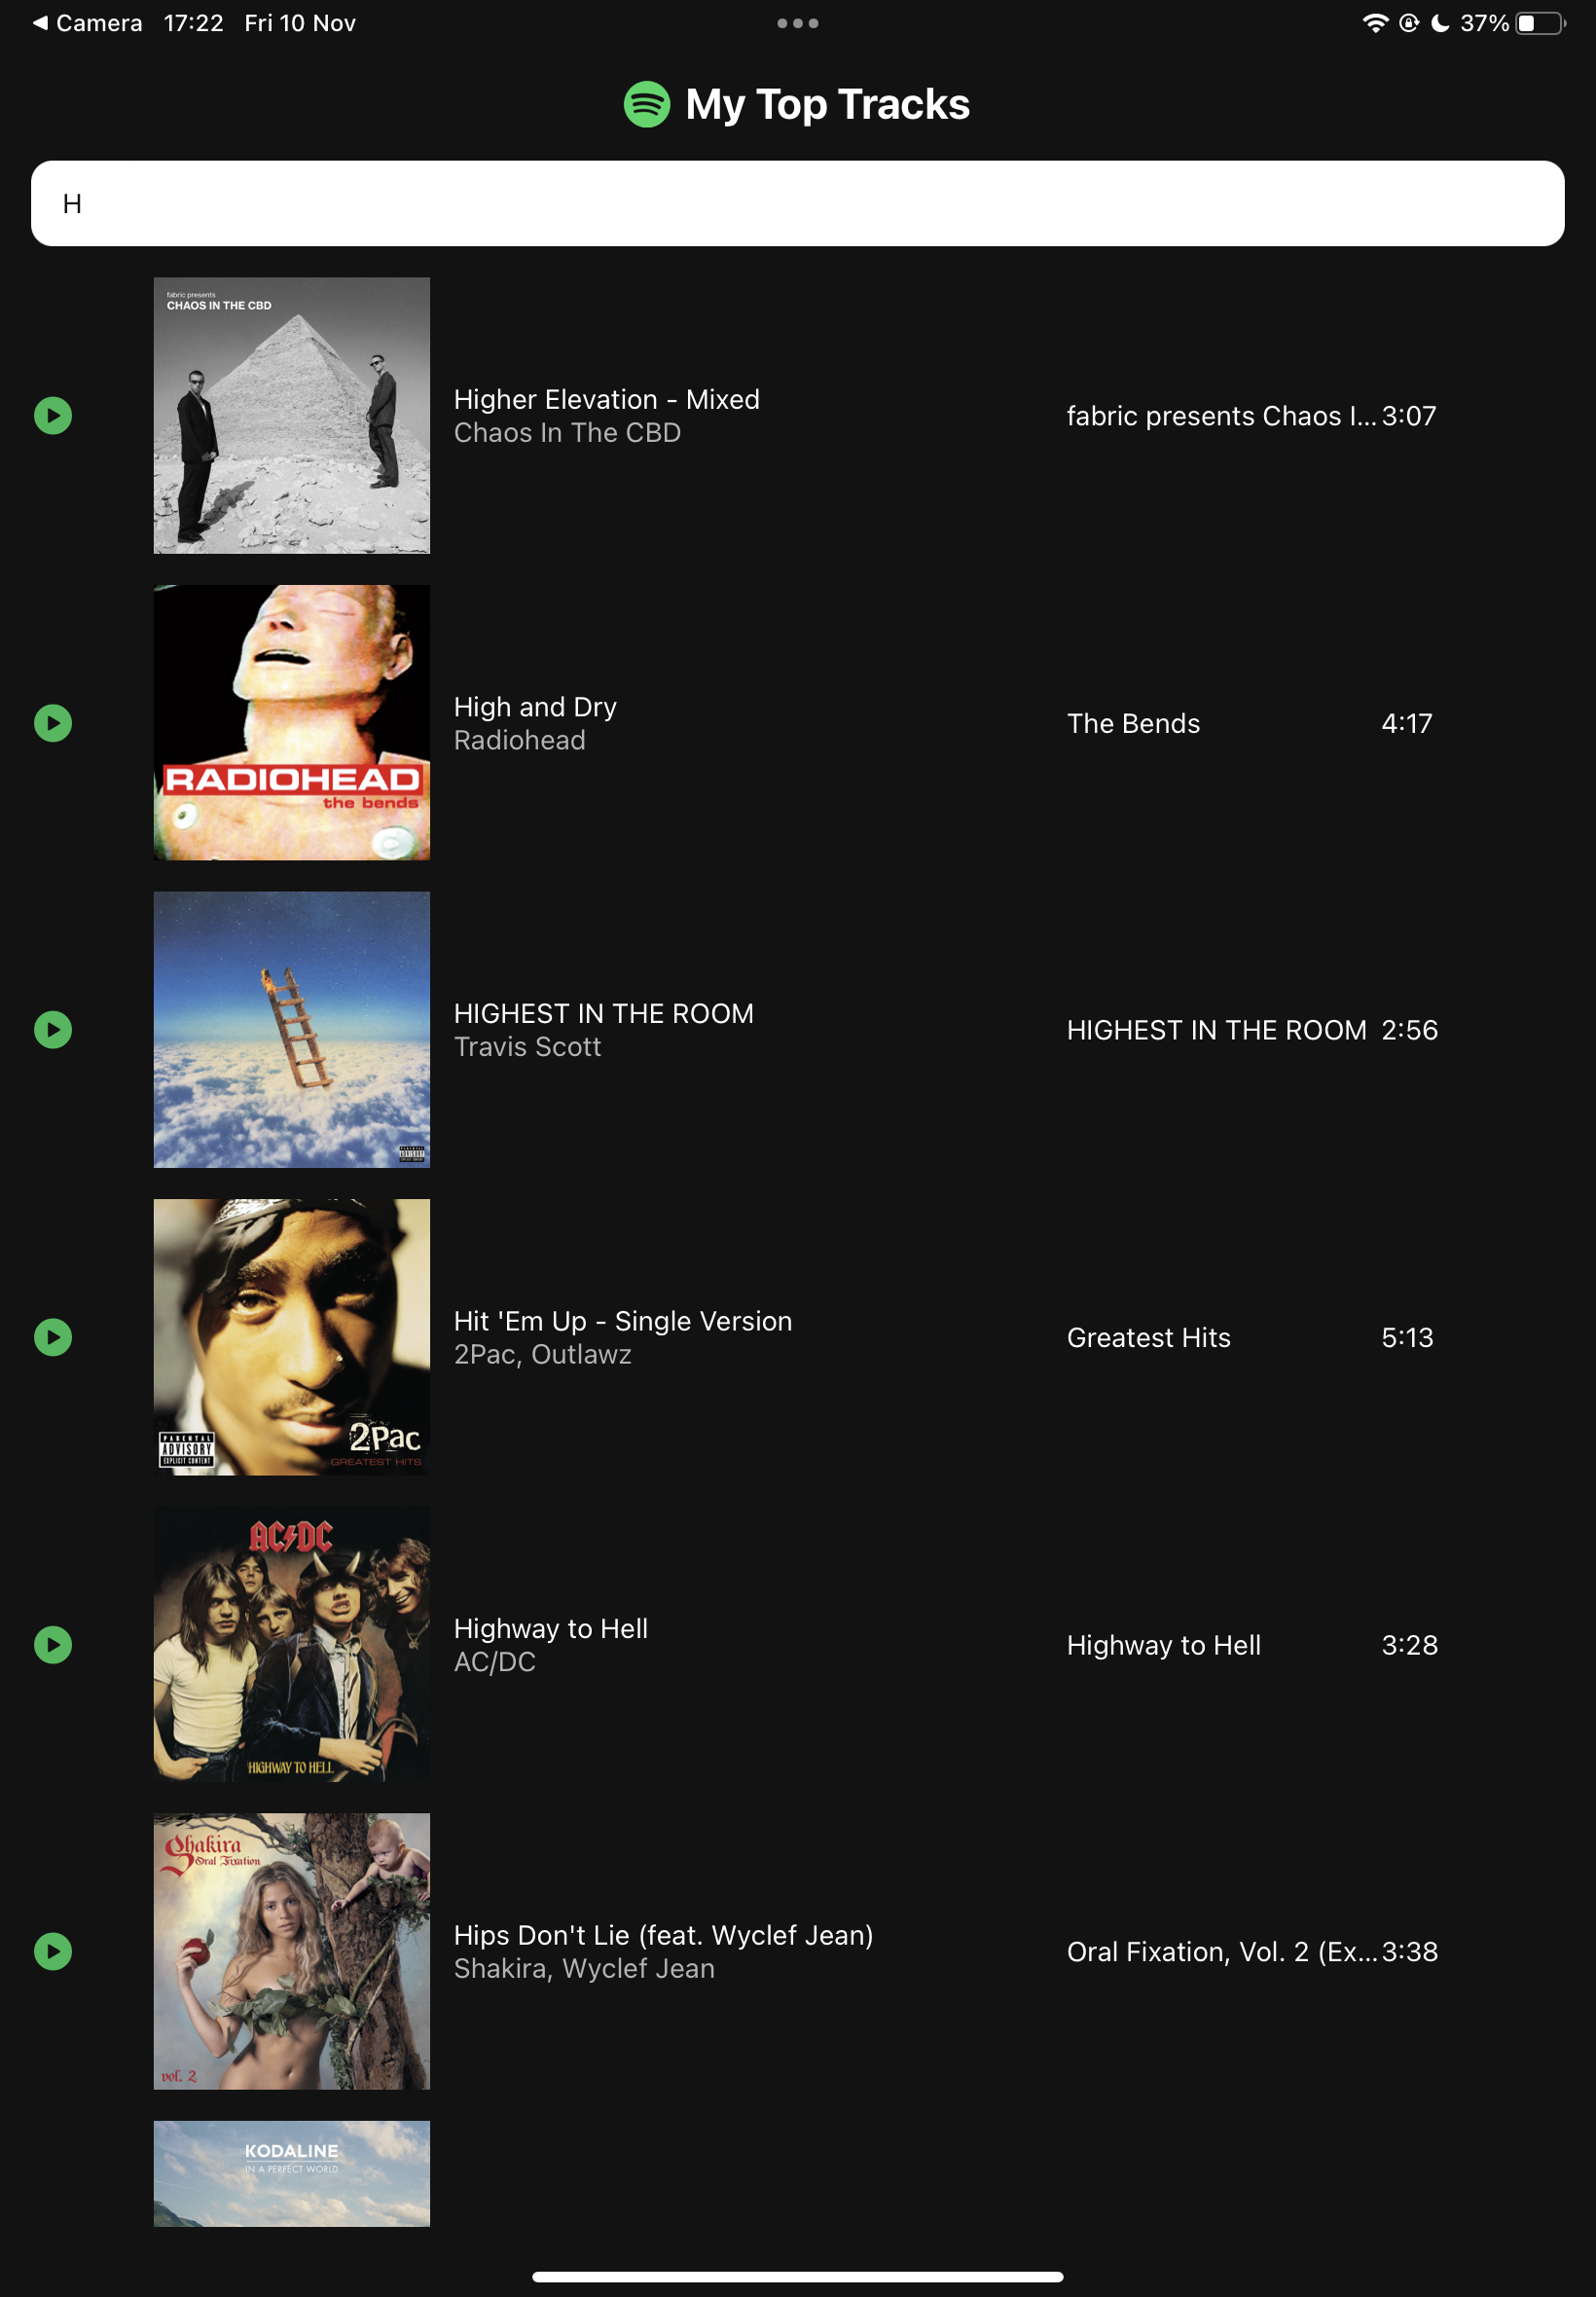 Camera 17:22 Fri 10 Nov
37%
My Top Tracks
H
fabric presents
CHAOS IN THE CBD
Higher Elevation - Mixed
Chaos In The CBD
fabric presents Chaos I... 3:07
RADIOHEAD
the bends
High and Dry
Radiohead
The Bends 4:17
HIGHEST IN THE ROOM
Travis Scott
HIGHEST IN THE ROOM 2:56
PARENTAL
ADVISORY
EXPLICIT CONTENT
2Pac
GREATEST HITS
Hit 'Em Up - Single Version
2Pac, Outlawz
Greatest Hits 5:13
AC/DC
HIGHWAY TO HELL
Highway to Hell
AC/DC
Highway to Hell 3:28
Shakira
Oral Fixation
vol. 2
Hips Don't Lie (feat. Wyclef Jean)
Shakira, Wyclef Jean
Oral Fixation, Vol. 2 (Ex... 3:38
KODALINE
IN A PERFECT WORLD